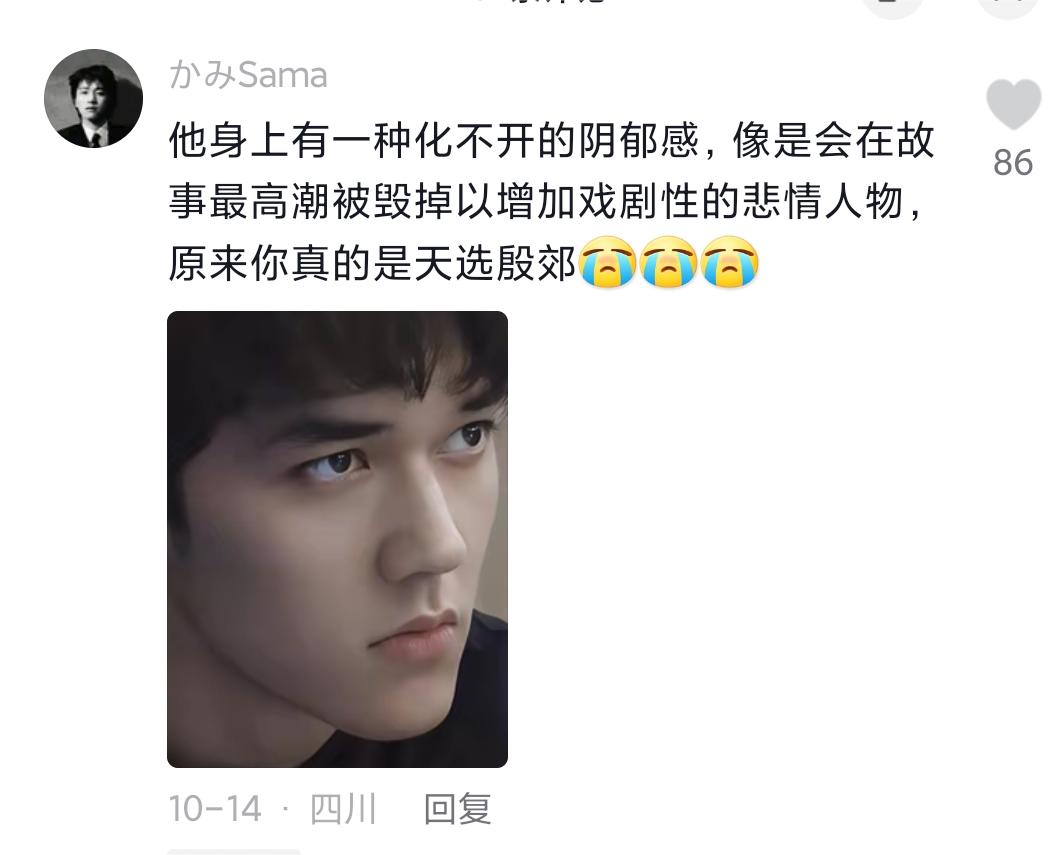 かみSama
他身上有一种化不开的阴郁感，像是会在故
86
事最高潮被毁掉以增加戏剧性的悲情人物，
原来你真的是天选殷郊😭😭😭
10-14 · 四川 回复